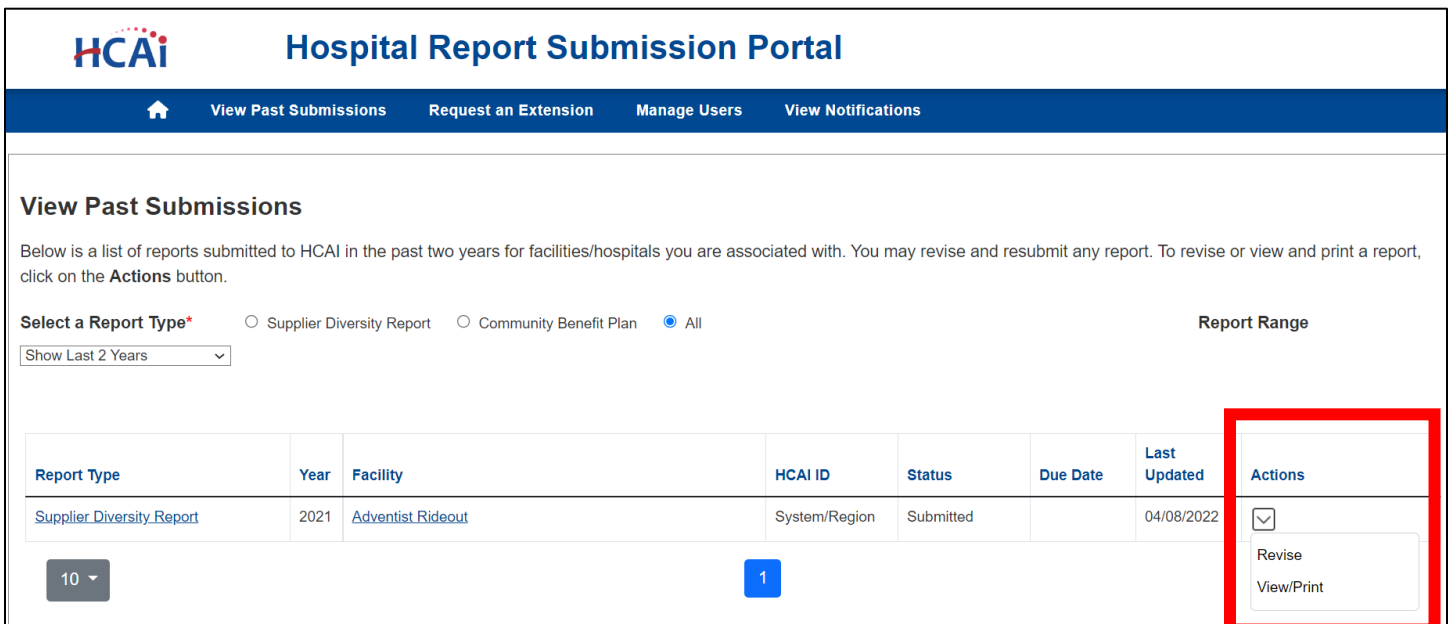 HCAi
Hospital Report Submission Portal
View Past Submissions Request an Extension Manage Users View Notifications
View Past Submissions
Below is a list of reports submitted to HCAI in the past two years for facilities/hospitals you are associated with. You may revise and resubmit any report. To revise or view and print a report,
click on the Actions button.
Select a Report Type* Supplier Diversity Report Community Benefit Plan All Report Range
Show Last 2 Years
Report Type Year Facility HCAI ID Status Due Date Last Updated Actions
Supplier Diversity Report 2021 Adventist Rideout System/Region Submitted 04/08/2022
Revise
View/Print
10 1